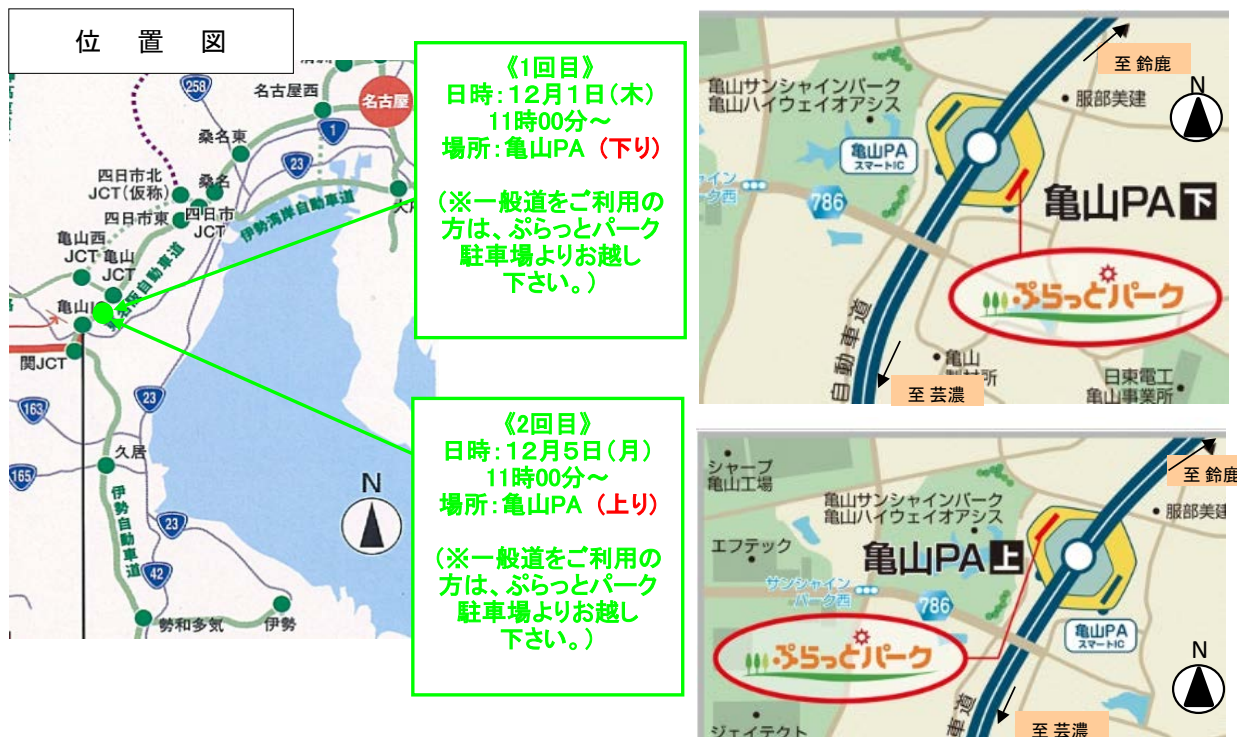 位 置 図
258
名古屋西
名古屋
1
桑名東
23
四日市北
JCT(仮称)
桑名
四日市東
四日市
JCT
伊勢湾岸自動車道
亀山西
JCT
亀山
JCT
関JCT
163
23
久居
165
伊勢自動車道
23
42
勢和多気
伊勢
N
《1回目》
日時:12月1日(木)
11時00分~
場所:亀山PA (下り)
(※一般道をご利用の
方は、ぷらっとパーク
駐車場よりお越し
下さい。)
《2回目》
日時:12月5日(月)
11時00分~
場所:亀山PA (上り)
(※一般道をご利用の
方は、ぷらっとパーク
駐車場よりお越し
下さい。)
至 鈴鹿
N
亀山サンシャインパーク
亀山ハイウェイオアシス
服部美建
亀山PA
スマートIC
786
亀山PA 下
ぷらっとパーク
自動車道
亀山
至 芸濃
日東電工
亀山事業所
至 鈴鹿
シャープ
亀山工場
亀山サンシャインパーク
亀山ハイウェイオアシス
服部美建
エフテック
亀山PA 上
サンシャイン
パーク西
786
亀山PA
スマートIC
ぷらっとパーク
N
車道
至 芸濃
ジェイテクト